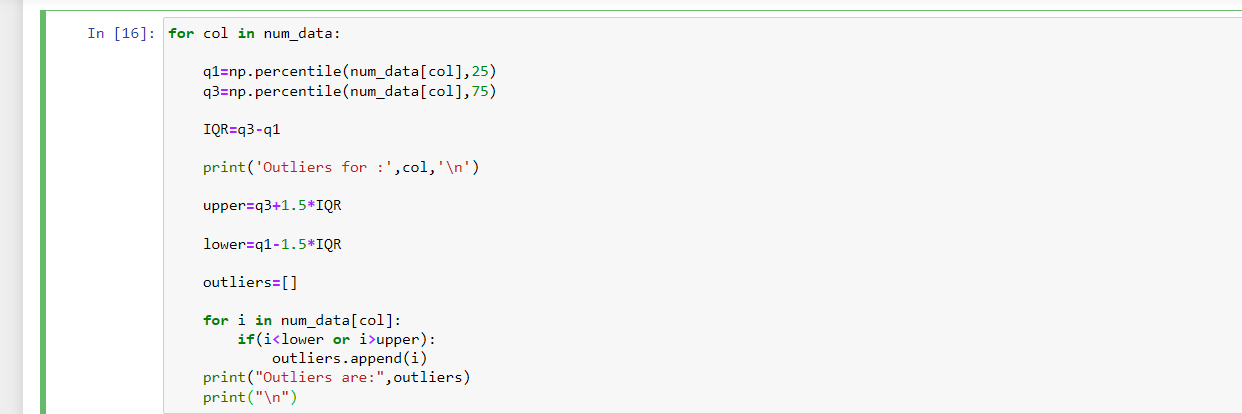 In [16]: for col in num_data:
q1=np.percentile(num_data[col],25)
q3=np.percentile(num_data[col],75)
IQR=q3-q1
print('Outliers for :',col,'\n')
upper=q3+1.5*IQR
lower=q1-1.5*IQR
outliers=[]
for i in num_data[col]:
if(i<lower or i>upper):
outliers.append(i)
print("Outliers are:",outliers)
print("\n")